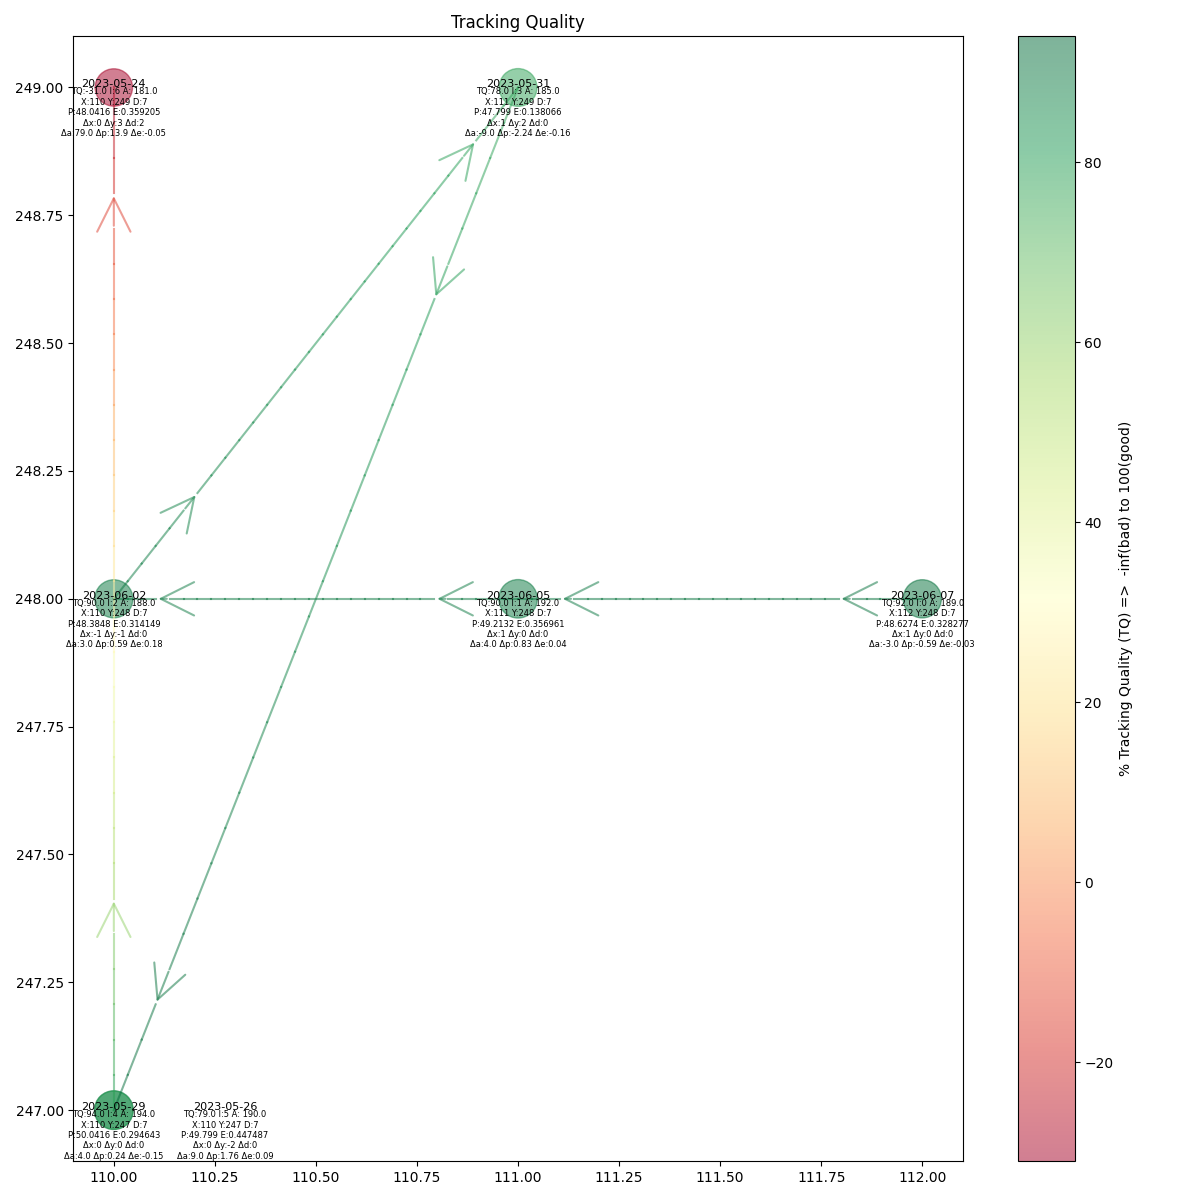 Tracking Quality
249.00
248.75
248.50
248.25
248.00
247.75
247.50
247.25
247.00
2023-05-24
TQ:-31.0 I:6 A: 181.0
X:110 Y:249 D:7
P:48.0416 E:0.359205
Δx:0 Δy:3 Δd:2
Δa:79.0 Δp:13.9 Δe:-0.05
2023-05-31
TQ:78.0 I:3 A: 185.0
X:111 Y:249 D:7
P:47.799 E:0.138066
Δx:1 Δy:2 Δd:0
Δa:-9.0 Δp:-2.24 Δe:-0.16
2023-06-02
TQ:90.0 I:2 A: 188.0
X:110 Y:248 D:7
P:48.3848 E:0.314149
Δx:-1 Δy:-1 Δd:0
Δa:3.0 Δp:0.59 Δe:0.18
2023-06-05
TQ:90.0 I:1 A: 192.0
X:111 Y:248 D:7
P:49.2132 E:0.356961
Δx:1 Δy:0 Δd:0
Δa:4.0 Δp:0.83 Δe:0.04
2023-06-07
TQ:92.0 I:0 A: 189.0
X:112 Y:248 D:7
P:48.6274 E:0.328277
Δx:1 Δy:0 Δd:0
Δa:-3.0 Δp:-0.59 Δe:-0.03
2023-05-29
TQ:94.0 I:4 A: 194.0
X:110 Y:247 D:7
P:50.0416 E:0.294643
Δx:0 Δy:0 Δd:0
Δa:4.0 Δp:0.24 Δe:-0.15
2023-05-26
TQ:79.0 I:5 A: 190.0
X:110 Y:247 D:7
P:49.799 E:0.447487
Δx:0 Δy:-2 Δd:0
Δa:9.0 Δp:1.76 Δe:0.09
110.00 110.25 110.50 110.75 111.00 111.25 111.50 111.75 112.00
80
60
40
20
0
−20
% Tracking Quality (TQ) => -inf(bad) to 100(good)